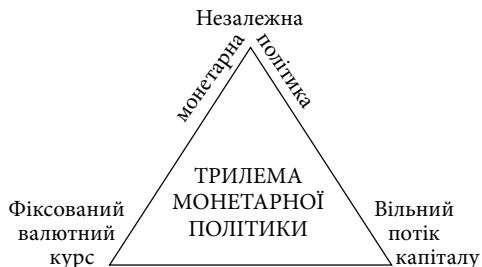 Незалежна
монетарна
політика
ТРИЛЕМА
МОНЕТАРНОЇ
ПОЛІТИКИ
Фіксований
валютний
курс
Вільний
потік
капіталу